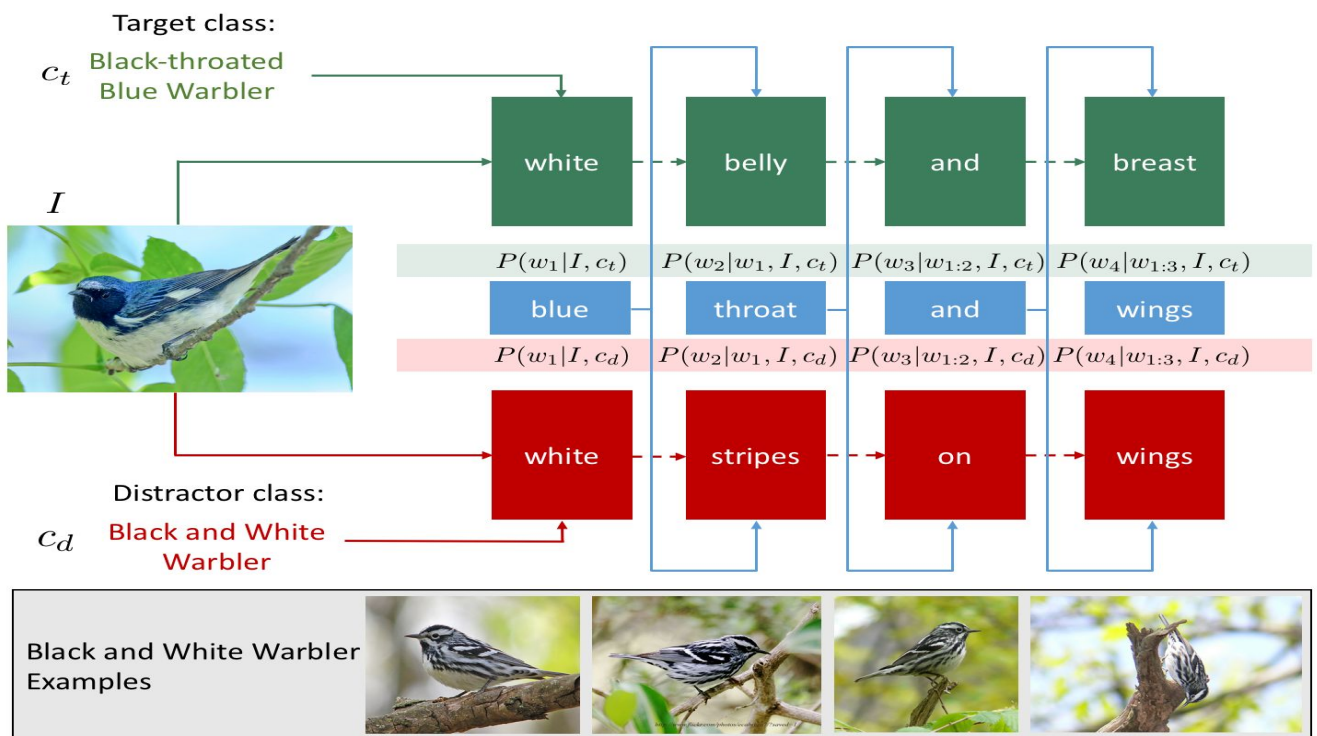 Target class:
c_t Black-throated
Blue Warbler
white belly and breast
I
P(w_1|I, c_t) P(w_2|w_1, I, c_t) P(w_3|w_{1:2}, I, c_t) P(w_4|w_{1:3}, I, c_t)
blue throat and wings
P(w_1|I, c_d) P(w_2|w_1, I, c_d) P(w_3|w_{1:2}, I, c_d) P(w_4|w_{1:3}, I, c_d)
white stripes on wings
Distractor class:
c_d Black and White
Warbler
Black and White Warbler
Examples